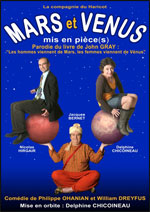 La compagnie du Haricot
MARS et VENUS
mis en pièce(s)
Parodie du livre de John GRAY :
"Les hommes viennent de Mars, les femmes viennent de Vénus."
Jacques
BERNET
Nicolas
HIRGAIR
Delphine
CHICOINEAU
Comédie de Philippe OHANIAN et William DREYFUS
Mise en orbite : Delphine CHICOINEAU